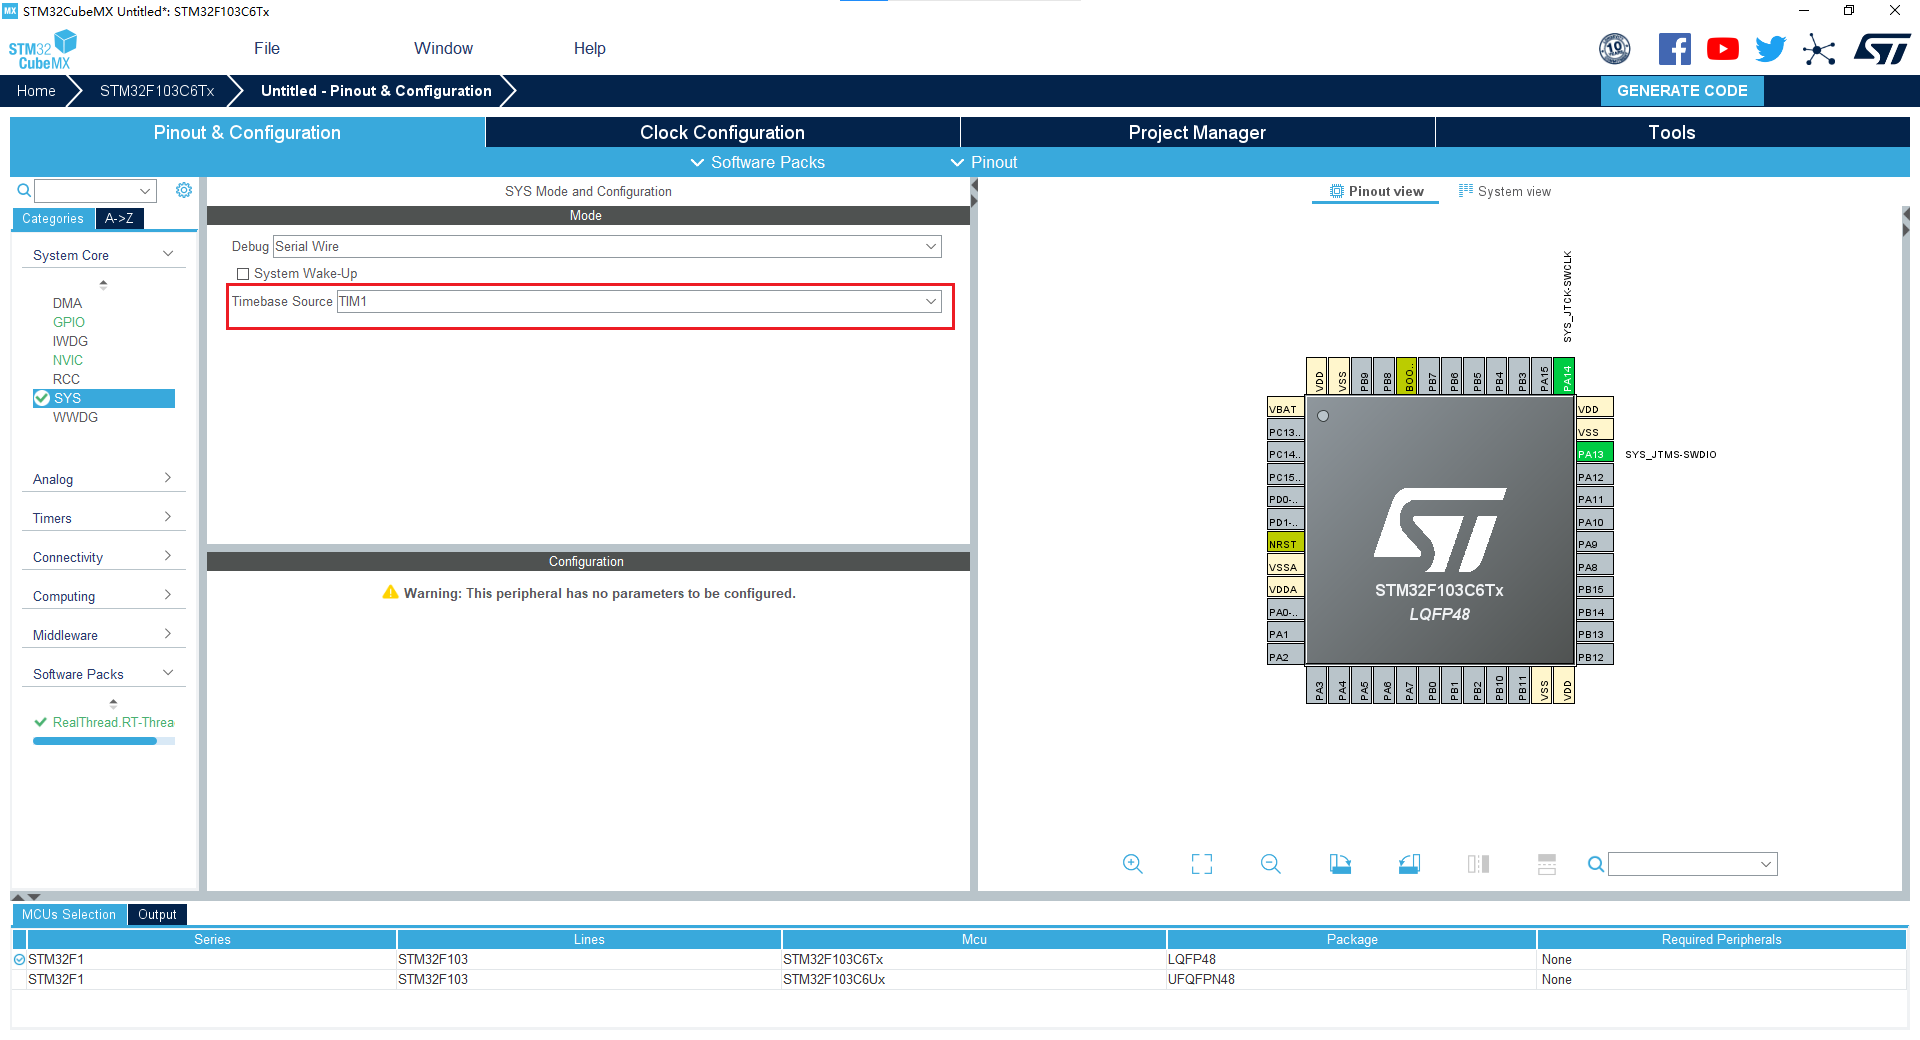 STM32CubeMX Untitled*: STM32F103C6Tx
STM32
CubeMX
File Window Help
Home STM32F103C6Tx Untitled - Pinout & Configuration GENERATE CODE
Pinout & Configuration Clock Configuration Project Manager Tools
Software Packs Pinout
SYS Mode and Configuration
Pinout view System view
Categories A->Z
Mode
System Core
Debug Serial Wire
System Wake-Up
Timebase Source TIM1
DMA
GPIO
IWDG
NVIC
RCC
SYS
WWDG
Analog
Timers
Connectivity
Computing
Middleware
Software Packs
RealThread.RT-Threa
Configuration
Warning: This peripheral has no parameters to be configured.
SYS_JTCK-SWCLK
VDD VSS PB9 PB8 BOO.. PB7 PB6 PB5 PB4 PB3 PA15 PA14
VBAT
PC13..
PC14..
PC15..
PD0-..
PD1-..
NRST
VSSA
VDDA
PA0-..
PA1
PA2
VDD
VSS
PA13 SYS_JTMS-SWDIO
PA12
PA11
PA10
PA9
PA8
PB15
PB14
PB13
PB12
ST
STM32F103C6Tx
LQFP48
PA3 PA4 PA5 PA6 PA7 PB0 PB1 PB2 PB10 PB11 VSS VDD
MCUs Selection Output
Series Lines Mcu Package Required Peripherals
STM32F1 STM32F103 STM32F103C6Tx LQFP48 None
STM32F1 STM32F103 STM32F103C6Ux UFQFPN48 None